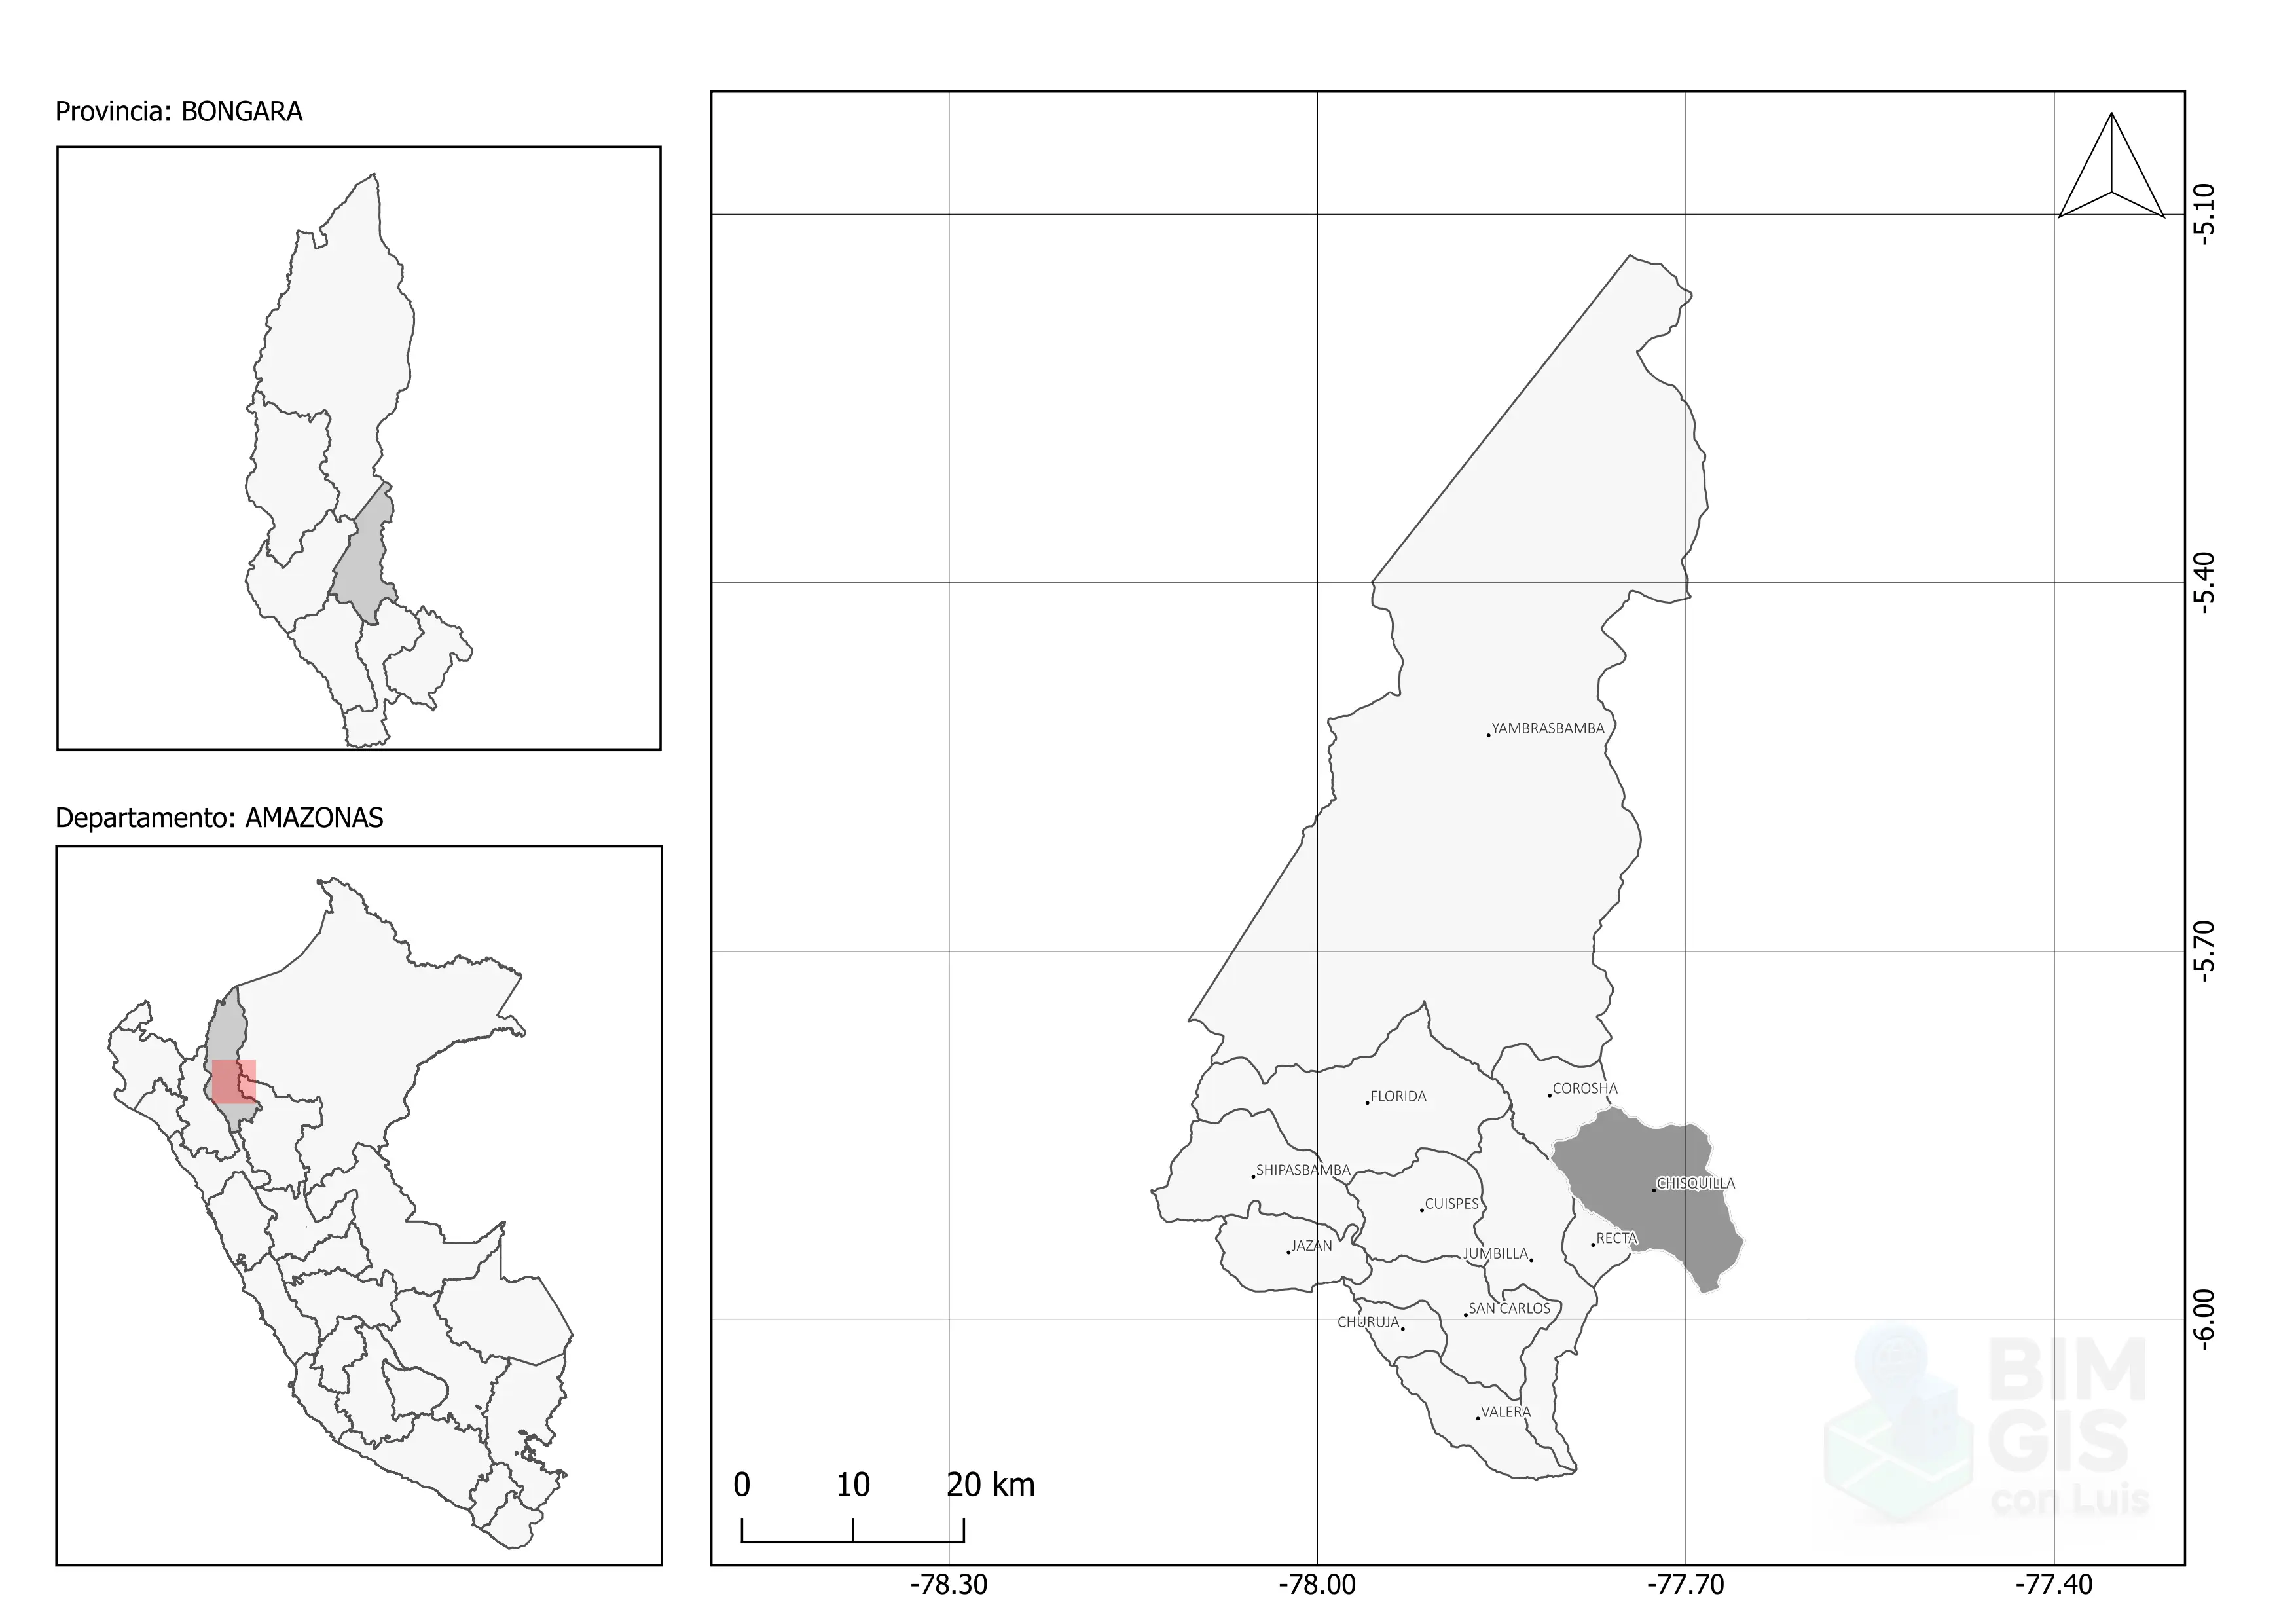 Provincia: BONGARA
Departamento: AMAZONAS
YAMBRASBAMBA
COROSHA
FLORIDA
SHIPASBAMBA
CHISQUILLA
CUISPES
RECTA
JAZAN
JUMBILLA
SAN CARLOS
CHURUJA
VALERA
0 10 20 km
-78.30 -78.00 -77.70 -77.40
-5.10
-5.40
-5.70
-6.00
BIM
GIS
con Luis